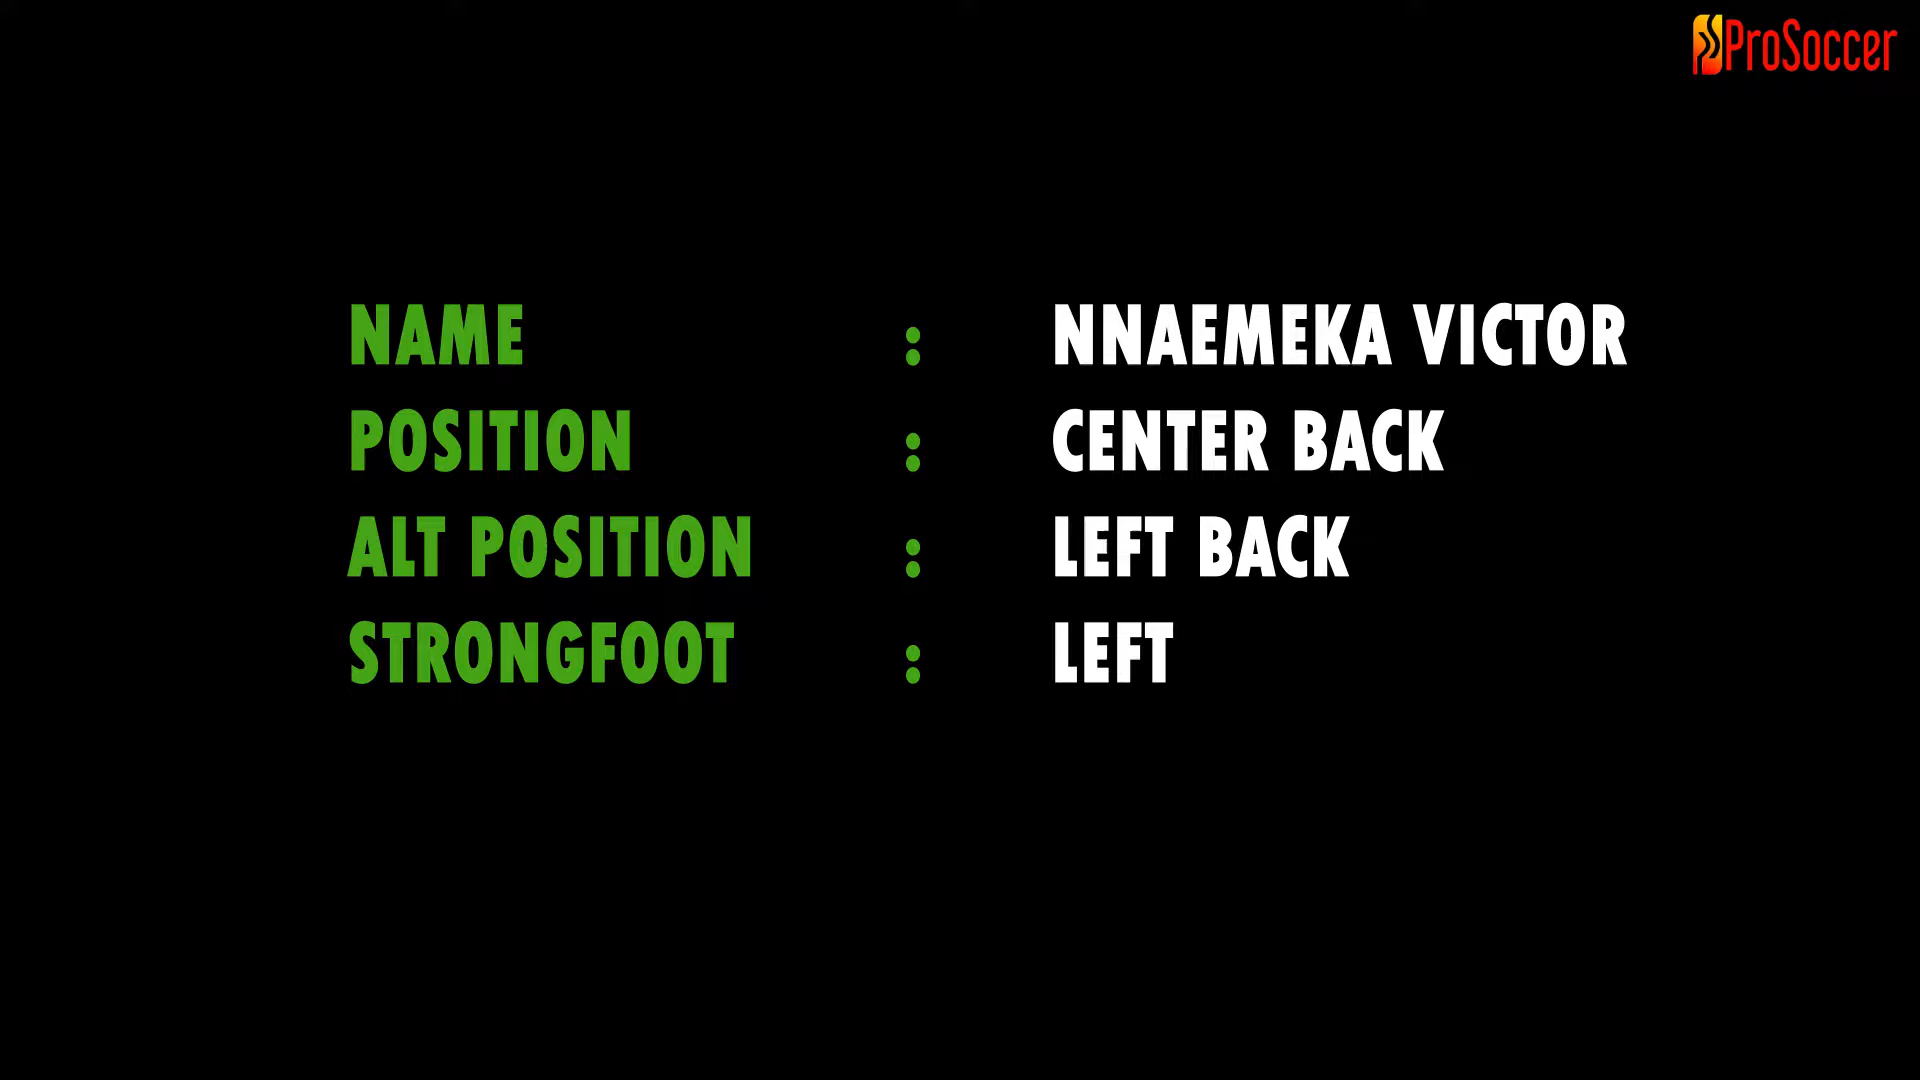 ProSoccer
NAME : NNAEMEKA VICTOR
POSITION : CENTER BACK
ALT POSITION : LEFT BACK
STRONGFOOT : LEFT